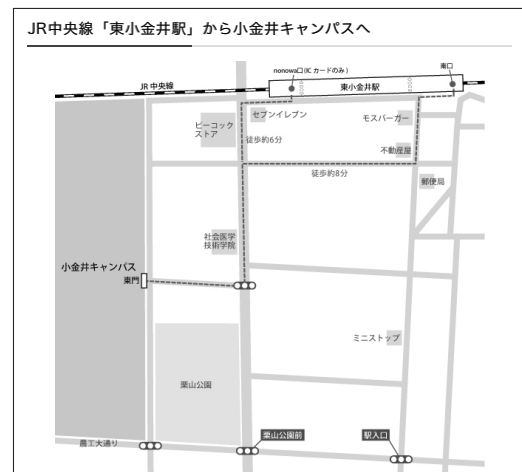 JR中央線「東小金井駅」から小金井キャンパスへ
nonowa口(ICカードのみ)
南口
JR 中央線
東小金井駅
セブンイレブン
モスバーガー
ピーコック
ストア
徒歩約6分
不動産屋
徒歩約8分
郵便局
社会医学
技術学院
小金井キャンパス
東門
ミニストップ
栗山公園
農工大通り
栗山公園前
駅入口